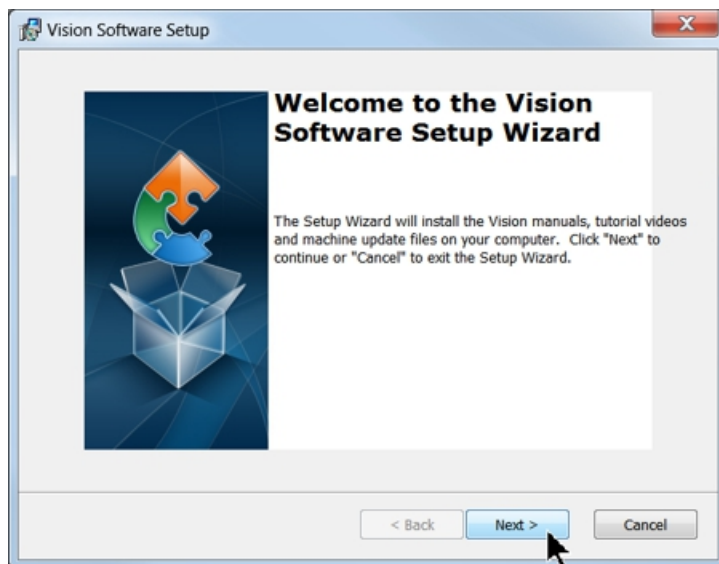 Vision Software Setup
Welcome to the Vision
Software Setup Wizard
The Setup Wizard will install the Vision manuals, tutorial videos
and machine update files on your computer.  Click "Next" to
continue or "Cancel" to exit the Setup Wizard.
< Back
Next >
Cancel